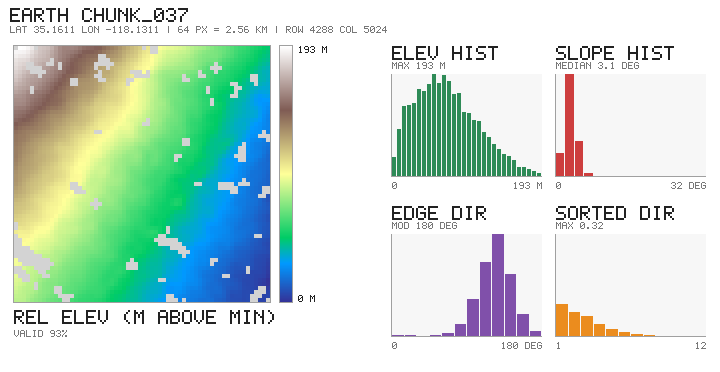 EARTH CHUNK_037
LAT 35.1611 LON -118.1311 | 64 PX = 2.56 KM | ROW 4288 COL 5024
193 M
0 M
REL ELEV (M ABOVE MIN)
VALID 93%
ELEV HIST
MAX 193 M
0 193 M
SLOPE HIST
MEDIAN 3.1 DEG
0 32 DEG
EDGE DIR
MOD 180 DEG
0 180 DEG
SORTED DIR
MAX 0.32
1 12